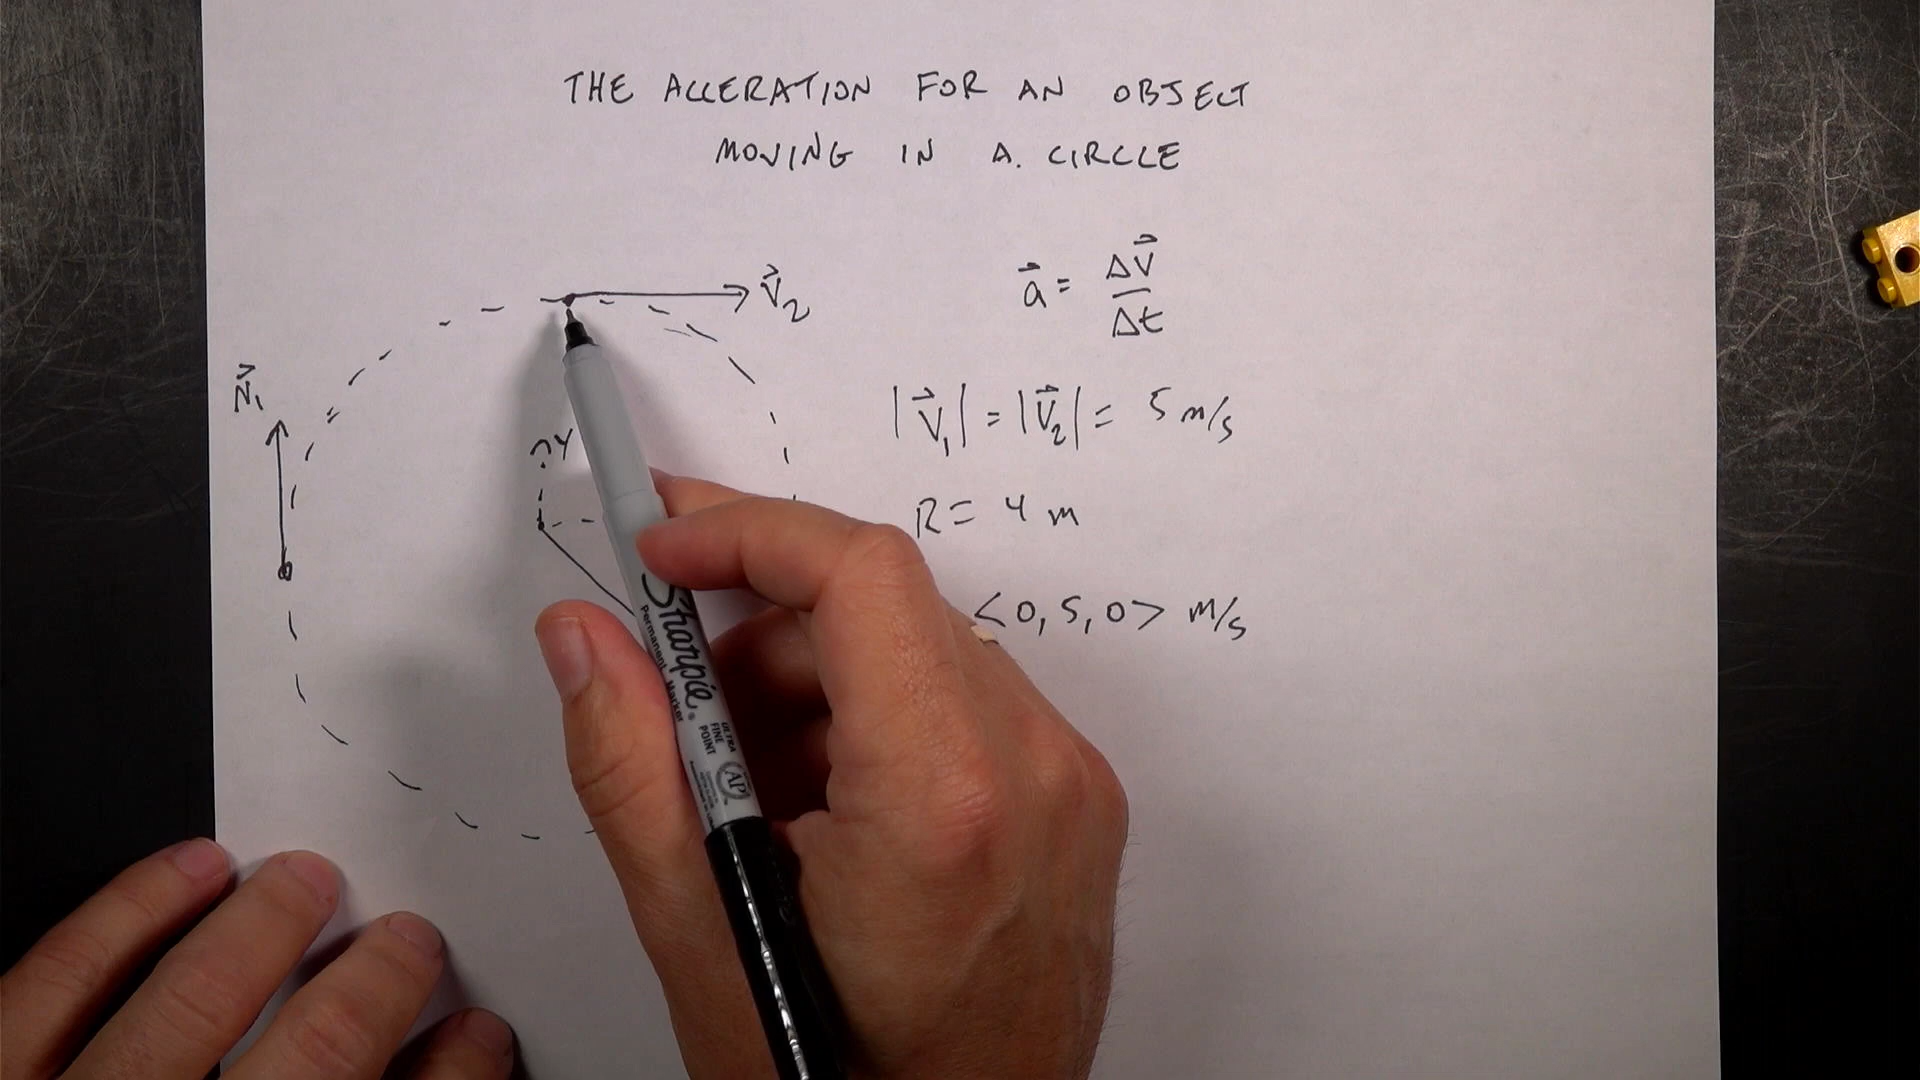 THE ACCERATION FOR AN OBJECT
MOVING IN A. CIRCLE
a⃗ = Δv⃗/Δt
v⃗₂
v⃗₁
|v⃗₁| = |v⃗₂| = 5 m/s
y
R = 4 m
<0, 5, 0> m/s
Sharpie®
Permanent Marker
ULTRA
FINE
POINT
AP